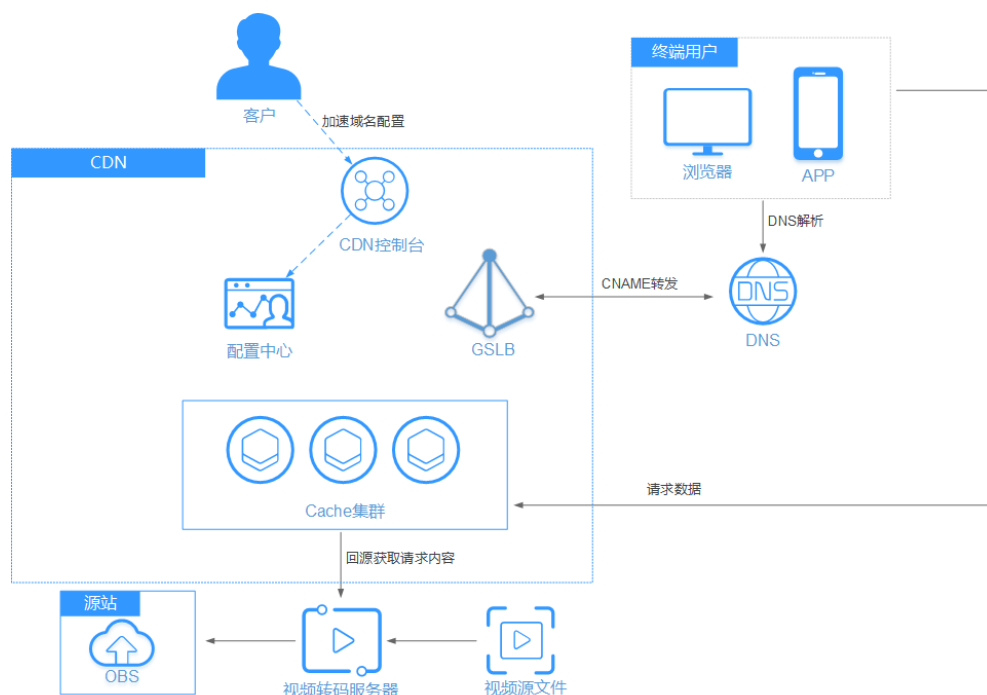 终端用户
浏览器
APP
客户
加速域名配置
CDN
CDN控制台
DNS解析
CNAME转发
DNS
DNS
配置中心
GSLB
Cache集群
请求数据
回源获取请求内容
源站
OBS
视频转码服务器
视频源文件